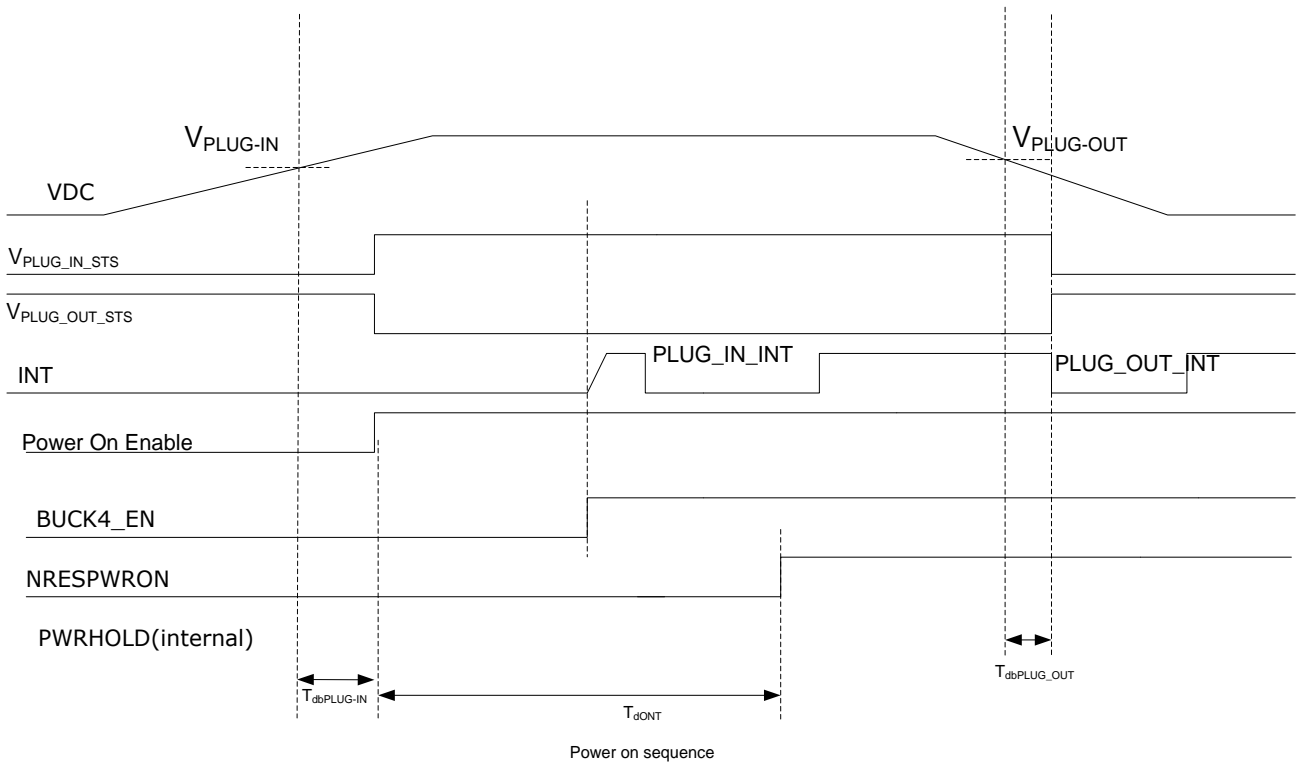 VPLUG-IN
VPLUG-OUT
VDC
VPLUG_IN_STS
VPLUG_OUT_STS
PLUG_IN_INT
PLUG_OUT_INT
INT
Power On Enable
BUCK4_EN
NRESPWRON
PWRHOLD(internal)
TdbPLUG-IN
TdbPLUG_OUT
TdONT
Power on sequence